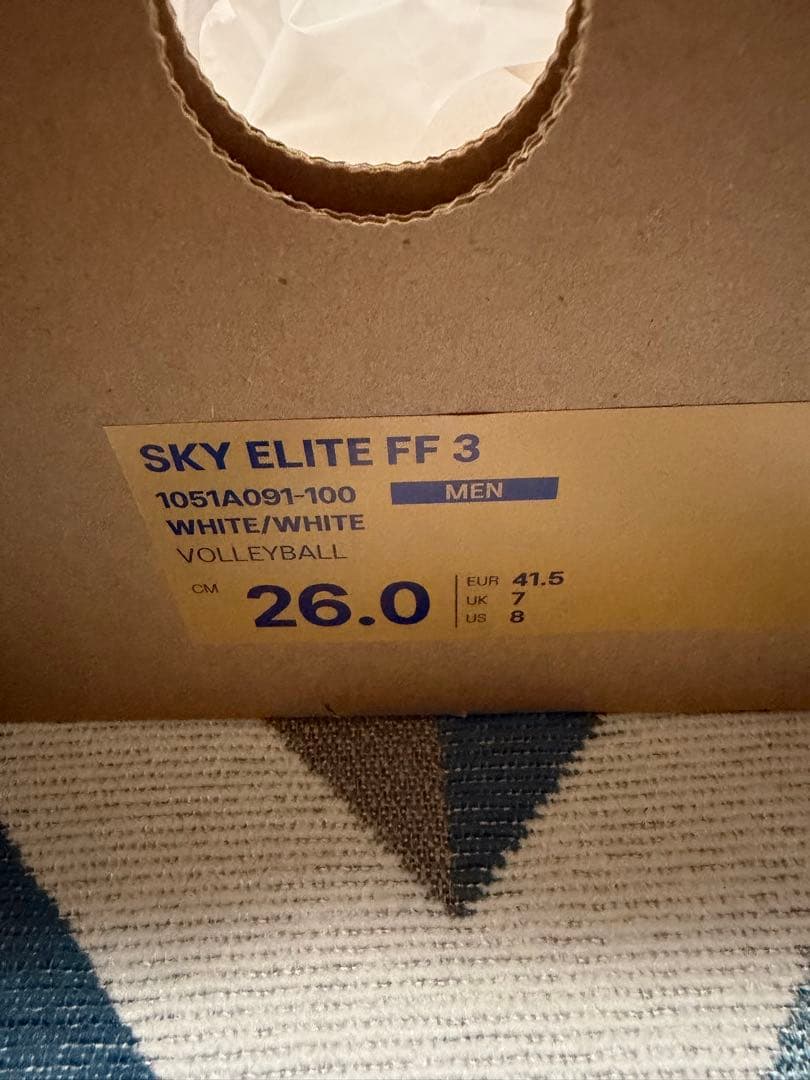 SKY ELITE FF 3
1051A091-100 MEN
WHITE/WHITE
VOLLEYBALL
CM 26.0
EUR 41.5
UK 7
US 8